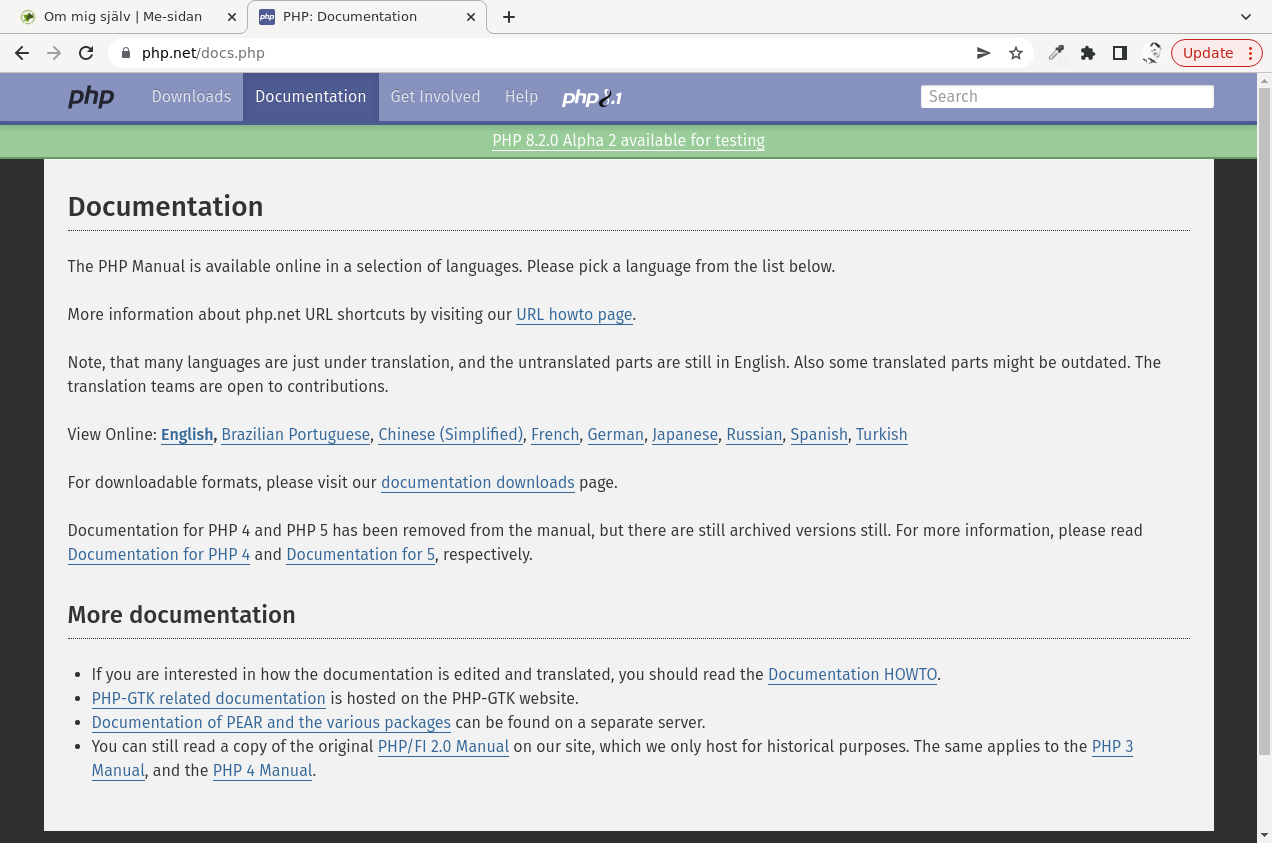 Om mig själv | Me-sidan
PHP: Documentation
php.net/docs.php
Update
php Downloads Documentation Get Involved Help php8.1 Search
PHP 8.2.0 Alpha 2 available for testing
Documentation
The PHP Manual is available online in a selection of languages. Please pick a language from the list below.
More information about php.net URL shortcuts by visiting our URL howto page.
Note, that many languages are just under translation, and the untranslated parts are still in English. Also some translated parts might be outdated. The
translation teams are open to contributions.
View Online: English, Brazilian Portuguese, Chinese (Simplified), French, German, Japanese, Russian, Spanish, Turkish
For downloadable formats, please visit our documentation downloads page.
Documentation for PHP 4 and PHP 5 has been removed from the manual, but there are still archived versions still. For more information, please read
Documentation for PHP 4 and Documentation for 5, respectively.
More documentation
• If you are interested in how the documentation is edited and translated, you should read the Documentation HOWTO.
• PHP-GTK related documentation is hosted on the PHP-GTK website.
• Documentation of PEAR and the various packages can be found on a separate server.
• You can still read a copy of the original PHP/FI 2.0 Manual on our site, which we only host for historical purposes. The same applies to the PHP 3
Manual, and the PHP 4 Manual.